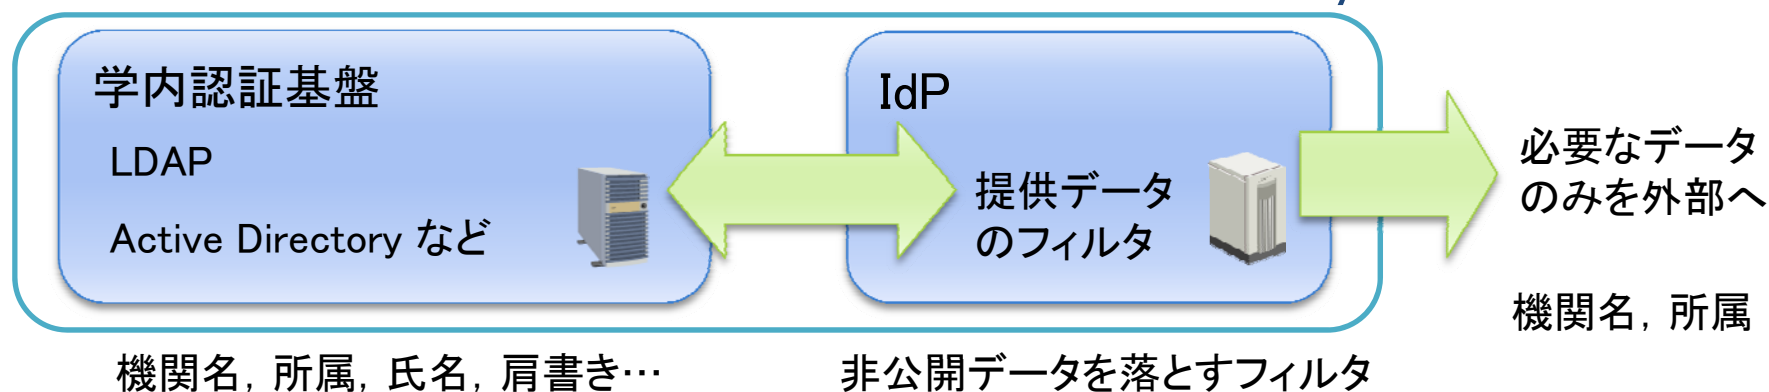 学内認証基盤
LDAP
Active Directory など
IdP
提供データ
のフィルタ
必要なデータ
のみを外部へ
機関名, 所属
機関名, 所属, 氏名, 肩書き…
非公開データを落とすフィルタ